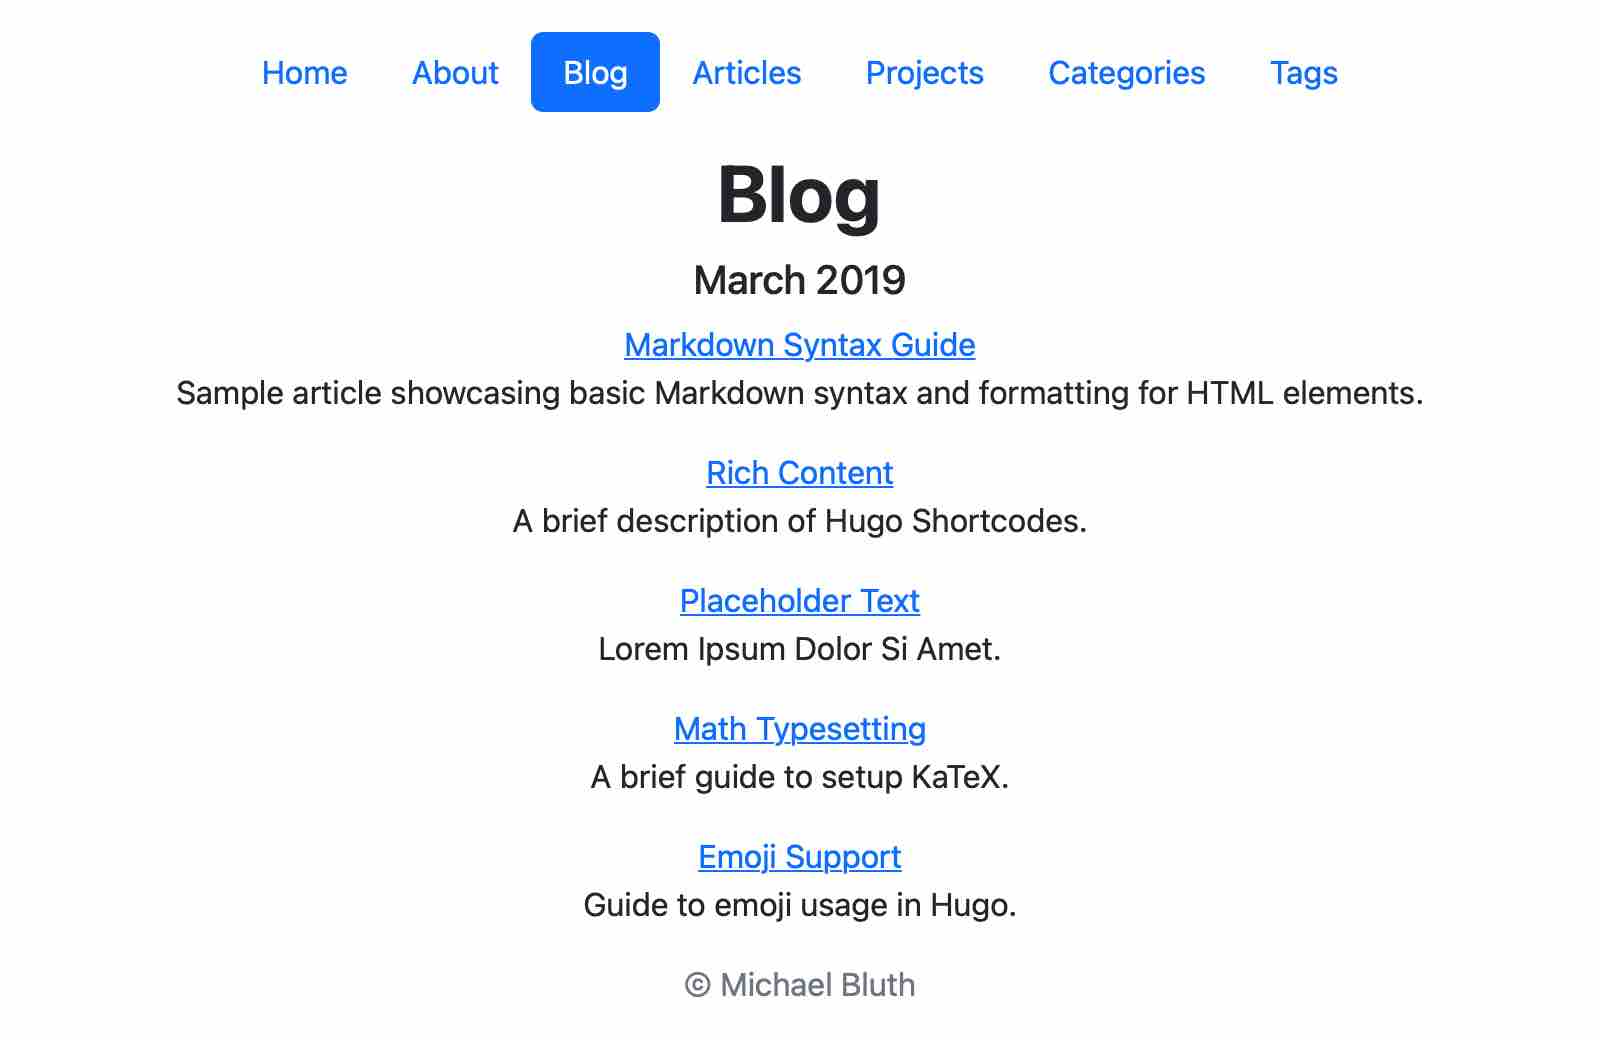 Home About Blog Articles Projects Categories Tags
Blog
March 2019
Markdown Syntax Guide
Sample article showcasing basic Markdown syntax and formatting for HTML elements.
Rich Content
A brief description of Hugo Shortcodes.
Placeholder Text
Lorem Ipsum Dolor Si Amet.
Math Typesetting
A brief guide to setup KaTeX.
Emoji Support
Guide to emoji usage in Hugo.
© Michael Bluth